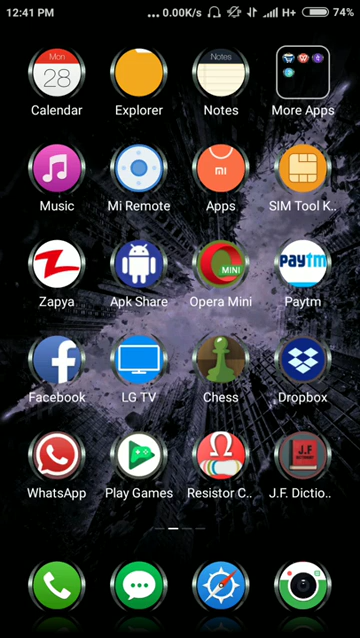 12:41 PM
... 0.00K/s H+ 74%
Mon
28
Notes
Calendar Explorer Notes More Apps
mi
Music Mi Remote Apps SIM Tool K..
MINI
paytm
Zapya Apk Share Opera Mini Paytm
Facebook LG TV Chess Dropbox
J.F
WhatsApp Play Games Resistor C.. J.F. Dictio..